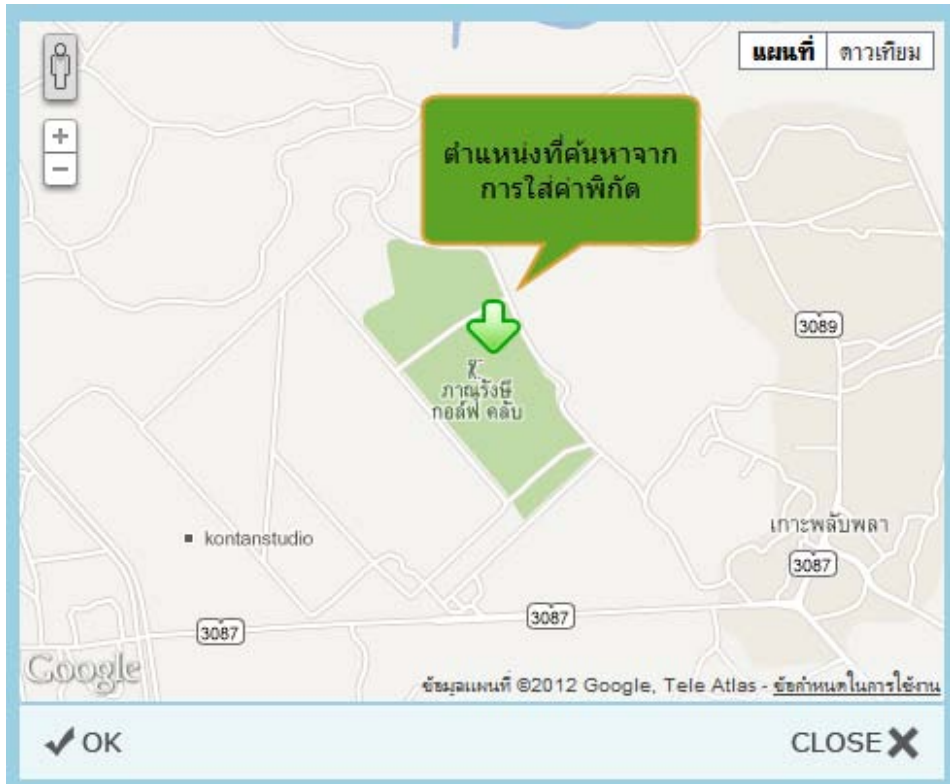 แผนที่ ดาวเทียม
+
−
ตำแหน่งที่ค้นหาจาก
การใส่ค่าพิกัด
3089
ภาณุรังษี
กอล์ฟ คลับ
kontanstudio
เกาะพลับพลา
3087
3087
3087
Google
ข้อมูลแผนที่ ©2012 Google, Tele Atlas - ข้อกำหนดในการใช้งาน
OK CLOSE